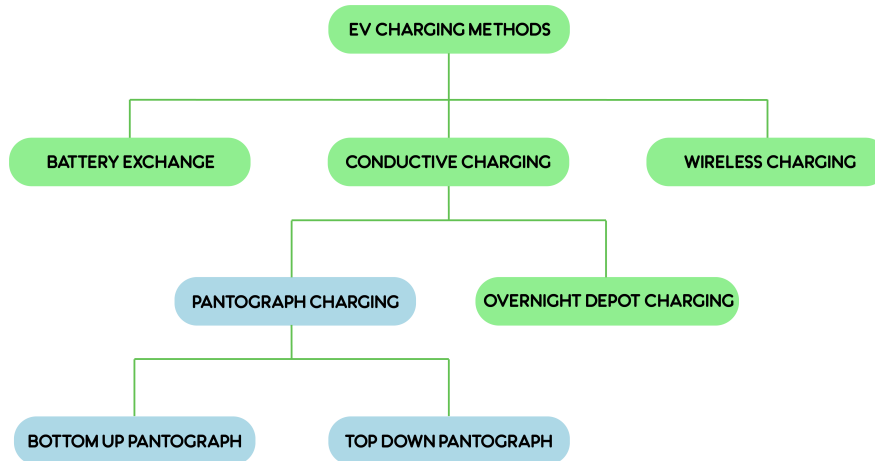 EV CHARGING METHODS
BATTERY EXCHANGE
CONDUCTIVE CHARGING
WIRELESS CHARGING
PANTOGRAPH CHARGING
OVERNIGHT DEPOT CHARGING
BOTTOM UP PANTOGRAPH
TOP DOWN PANTOGRAPH